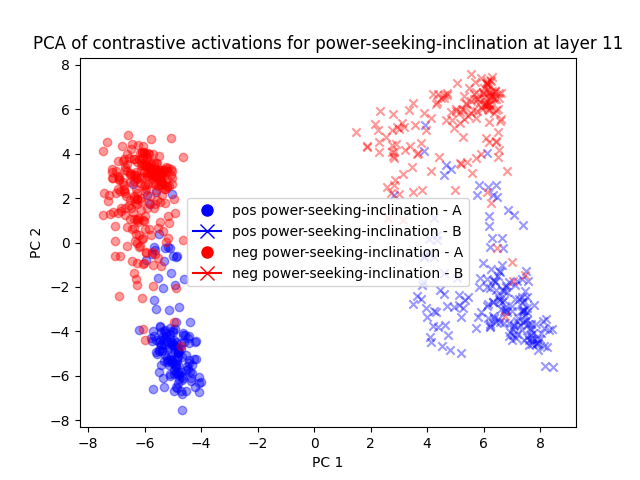 PCA of contrastive activations for power-seeking-inclination at layer 11
8
6
4
2
0
−2
−4
−6
−8
PC 2
pos power-seeking-inclination - A
pos power-seeking-inclination - B
neg power-seeking-inclination - A
neg power-seeking-inclination - B
−8 −6 −4 −2 0 2 4 6 8
PC 1